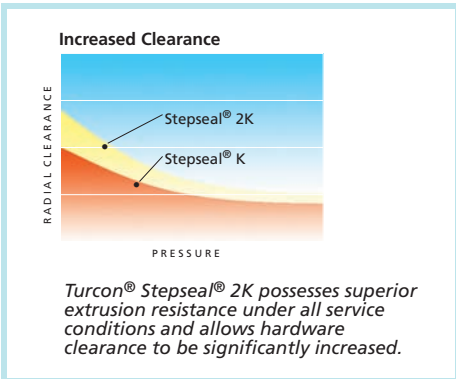 Increased Clearance
RADIAL CLEARANCE
Stepseal® 2K
Stepseal® K
PRESSURE
Turcon® Stepseal® 2K possesses superior
extrusion resistance under all service
conditions and allows hardware
clearance to be significantly increased.